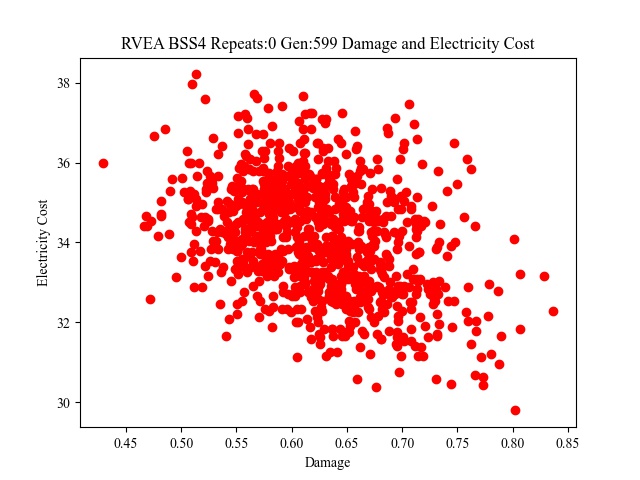 RVEA BSS4 Repeats:0 Gen:599 Damage and Electricity Cost
38
36
34
32
30
Electricity Cost
0.45 0.50 0.55 0.60 0.65 0.70 0.75 0.80 0.85
Damage